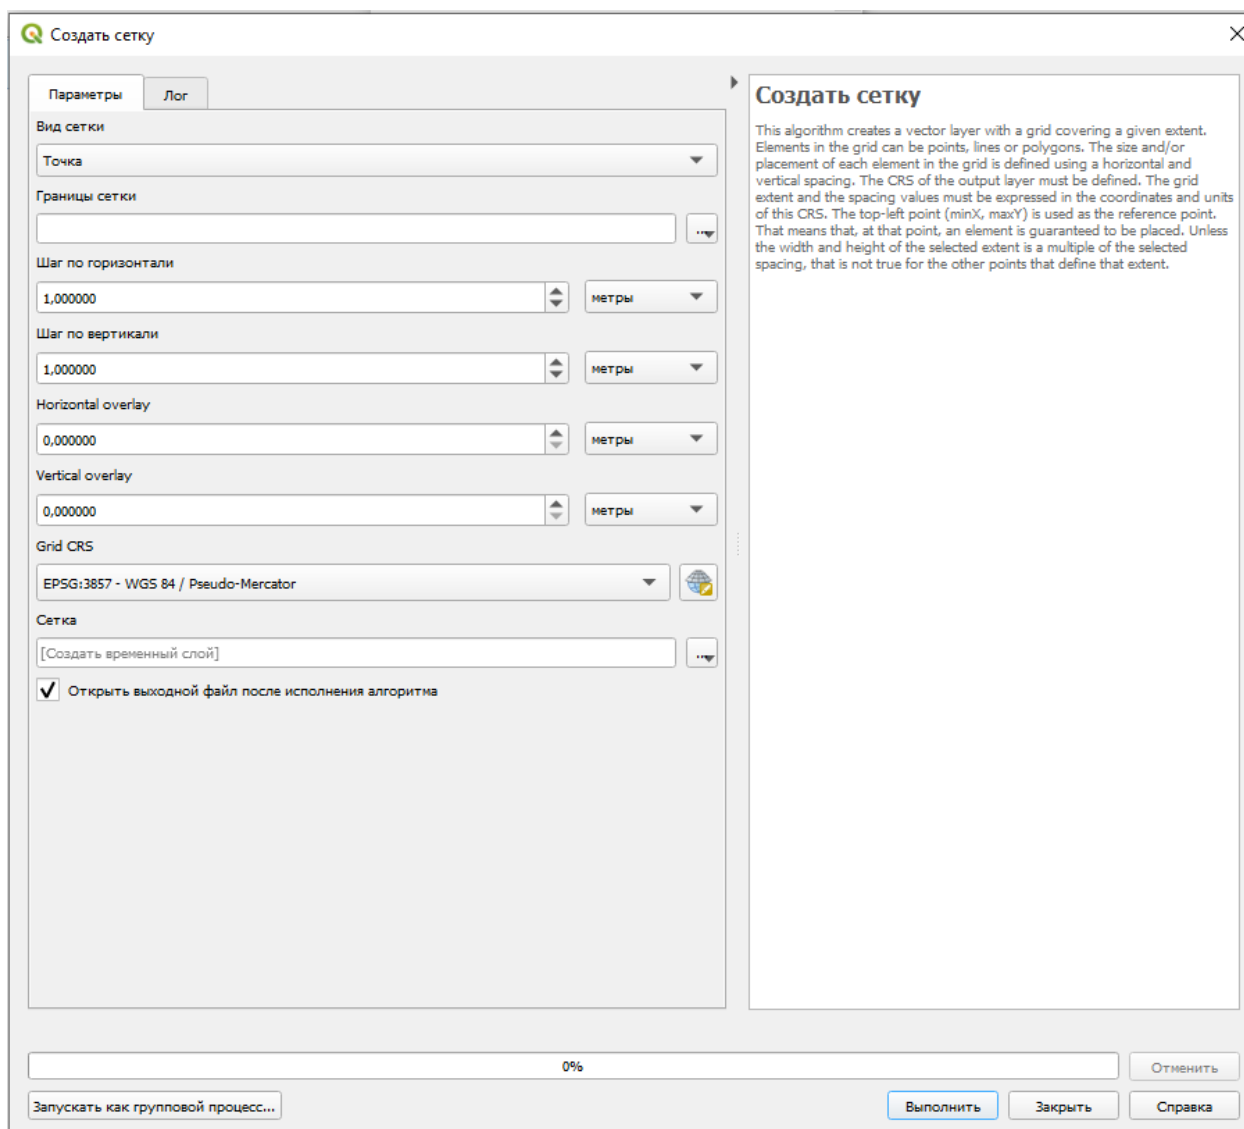 Создать сетку
Параметры
Лог
Вид сетки
Точка
Границы сетки
...
Шаг по горизонтали
1,000000
метры
Шаг по вертикали
1,000000
метры
Horizontal overlay
0,000000
метры
Vertical overlay
0,000000
метры
Grid CRS
EPSG:3857 - WGS 84 / Pseudo-Mercator
Сетка
[Создать временный слой]
...
Открыть выходной файл после исполнения алгоритма
Создать сетку
This algorithm creates a vector layer with a grid covering a given extent.
Elements in the grid can be points, lines or polygons. The size and/or
placement of each element in the grid is defined using a horizontal and
vertical spacing. The CRS of the output layer must be defined. The grid
extent and the spacing values must be expressed in the coordinates and units
of this CRS. The top-left point (minX, maxY) is used as the reference point.
That means that, at that point, an element is guaranteed to be placed. Unless
the width and height of the selected extent is a multiple of the selected
spacing, that is not true for the other points that define that extent.
0%
Отменить
Запускать как групповой процесс...
Выполнить
Закрыть
Справка